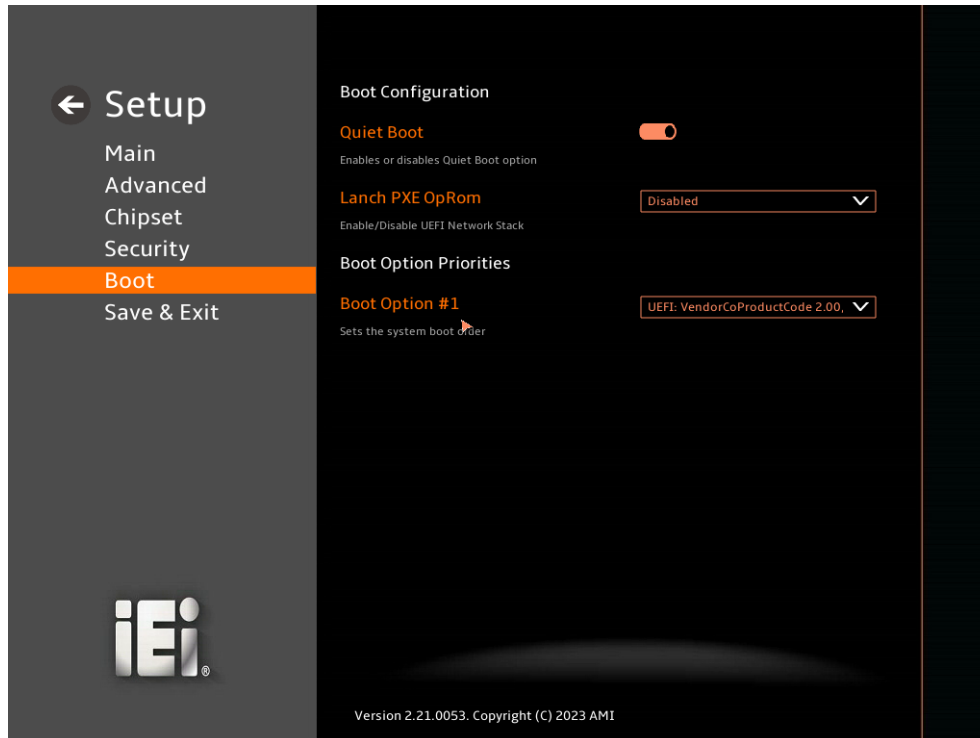 Setup
Main
Advanced
Chipset
Security
Boot
Save & Exit
iEi®
Boot Configuration
Quiet Boot
Enables or disables Quiet Boot option
Lanch PXE OpRom
Disabled
Enable/Disable UEFI Network Stack
Boot Option Priorities
Boot Option #1
UEFI: VendorCoProductCode 2.00,
Sets the system boot order
Version 2.21.0053. Copyright (C) 2023 AMI